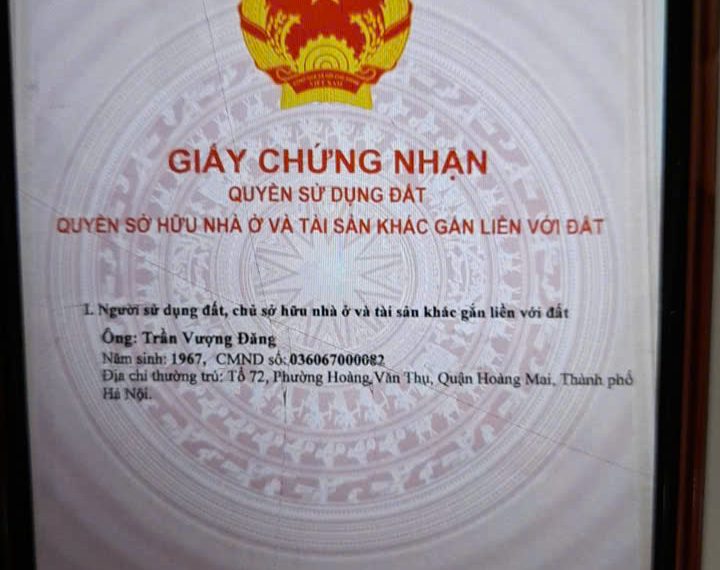 GIẤY CHỨNG NHẬN
QUYỀN SỬ DỤNG ĐẤT
QUYỀN SỞ HỮU NHÀ Ở VÀ TÀI SẢN KHÁC GẮN LIỀN VỚI ĐẤT
I. Người sử dụng đất, chủ sở hữu nhà ở và tài sản khác gắn liền với đất
Ông: Trần Vượng Đăng
Năm sinh: 1967, CMND số: 036067000082
Địa chỉ thường trú: Tổ 72, Phường Hoàng Văn Thụ, Quận Hoàng Mai, Thành phố
Hà Nội.